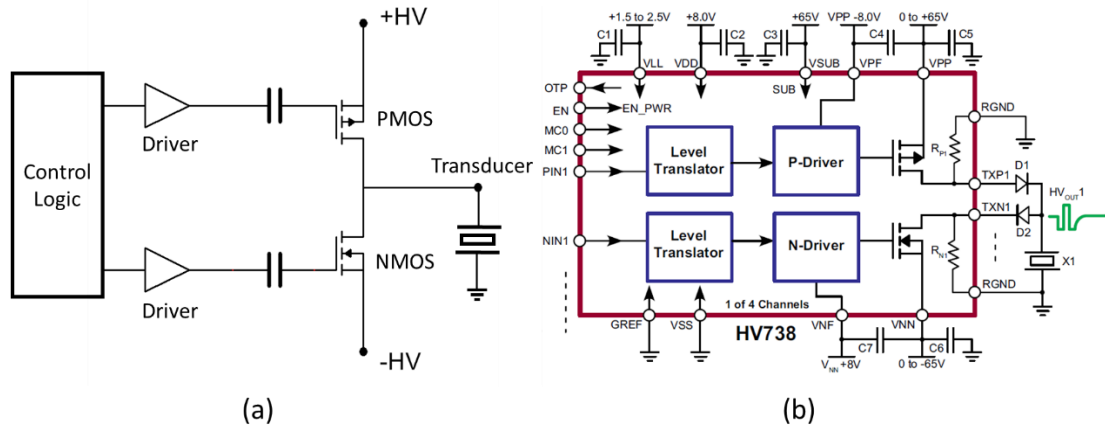 +HV
PMOS
Driver
Control
Logic
Transducer
NMOS
Driver
-HV
(a)
+1.5 to 2.5V
+8.0V
+65V
VPP -8.0V
0 to +65V
C1
C2
C3
C4
C5
VLL
VDD
VSUB
VPF
VPP
OTP
SUB
EN
EN_PWR
MC0
MC1
PIN1
Level
Translator
P-Driver
RGND
RP1
TXP1
D1
HVOUT1
TXN1
D2
NIN1
Level
Translator
N-Driver
RN1
X1
RGND
1 of 4 Channels
GREF
VSS
HV738
VNF
VNN
C7
C6
VNN +8V
0 to -65V
(b)